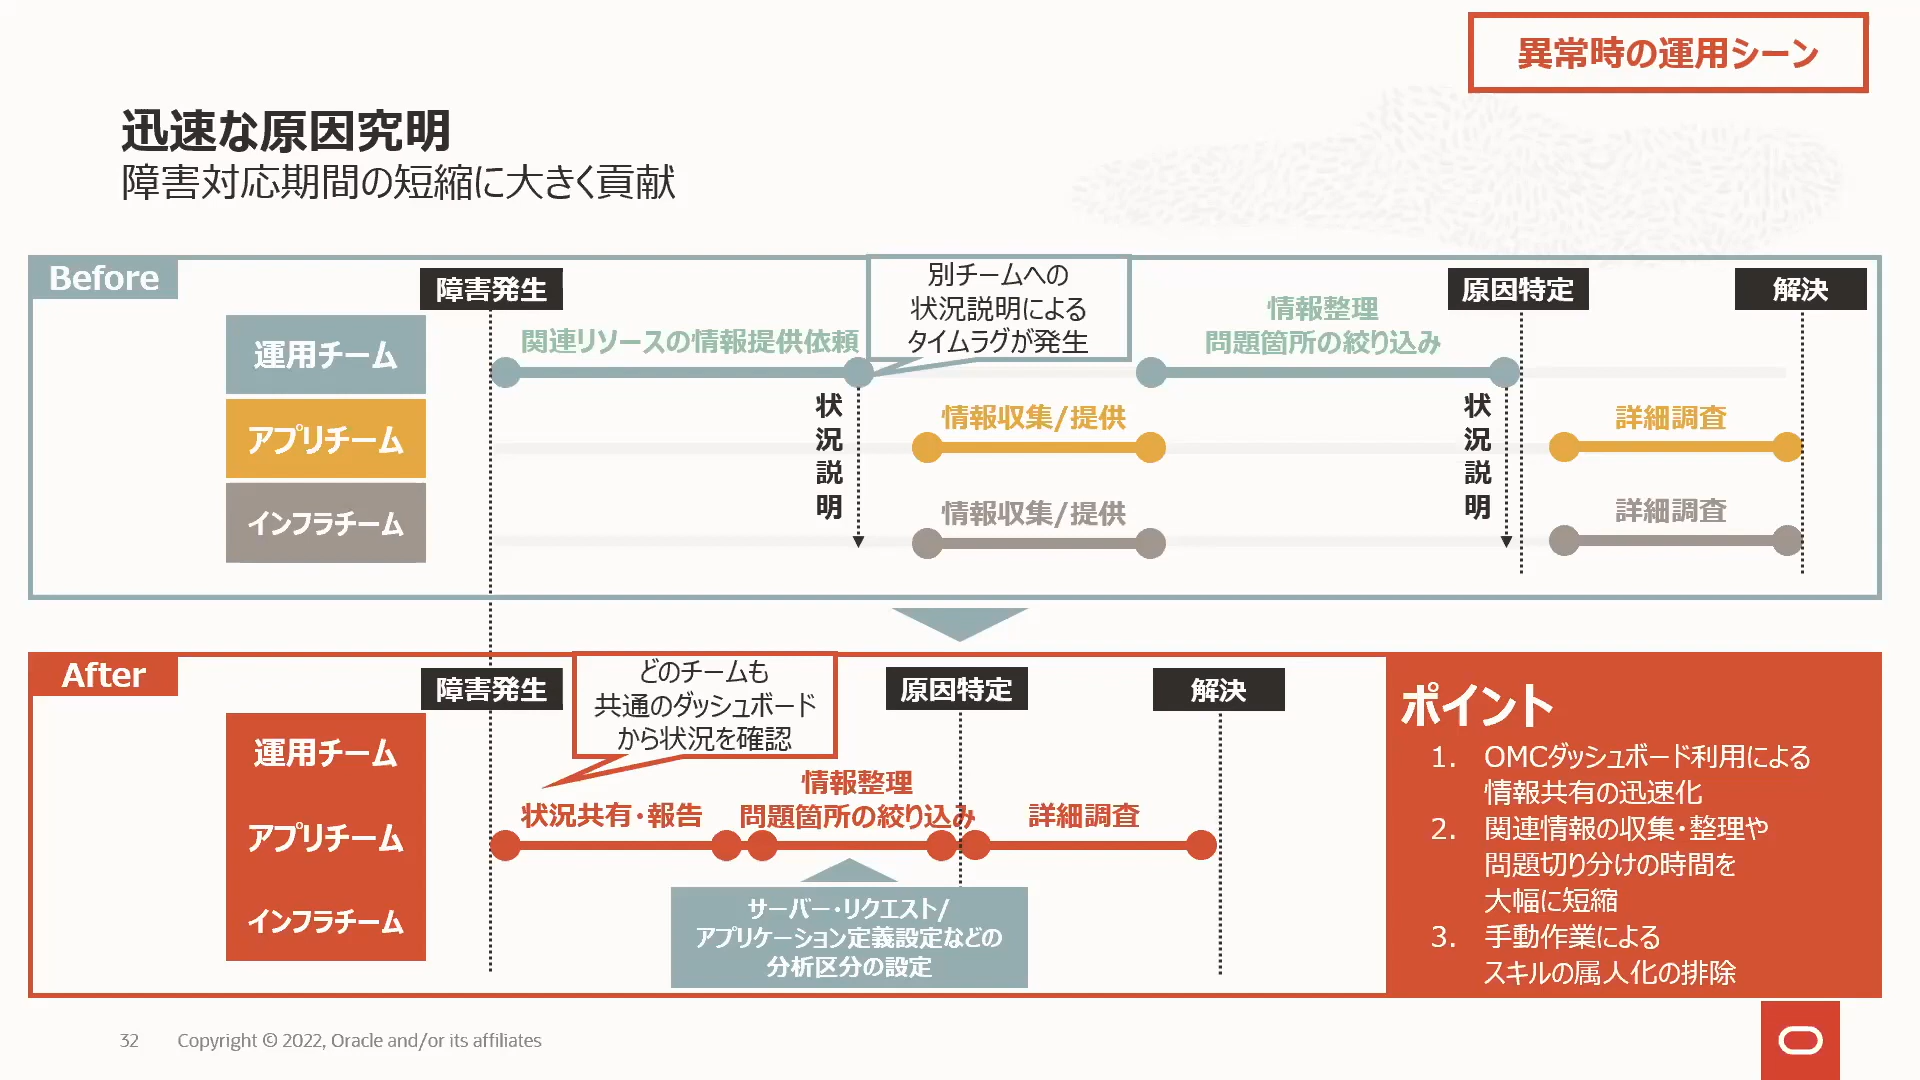 異常時の運用シーン
迅速な原因究明
障害対応期間の短縮に大きく貢献
Before
障害発生
別チームへの
状況説明による
タイムラグが発生
原因特定
解決
運用チーム
関連リソースの情報提供依頼
情報整理
問題箇所の絞り込み
状況説明
状況説明
アプリチーム
情報収集/提供
詳細調査
インフラチーム
情報収集/提供
詳細調査
After
障害発生
どのチームも
共通のダッシュボード
から状況を確認
原因特定
解決
運用チーム
アプリチーム
インフラチーム
状況共有・報告
情報整理
問題箇所の絞り込み
詳細調査
サーバー・リクエスト/
アプリケーション定義設定などの
分析区分の設定
ポイント
1. OMCダッシュボード利用による
情報共有の迅速化
2. 関連情報の収集・整理や
問題切り分けの時間を
大幅に短縮
3. 手動作業による
スキルの属人化の排除
32 Copyright © 2022, Oracle and/or its affiliates